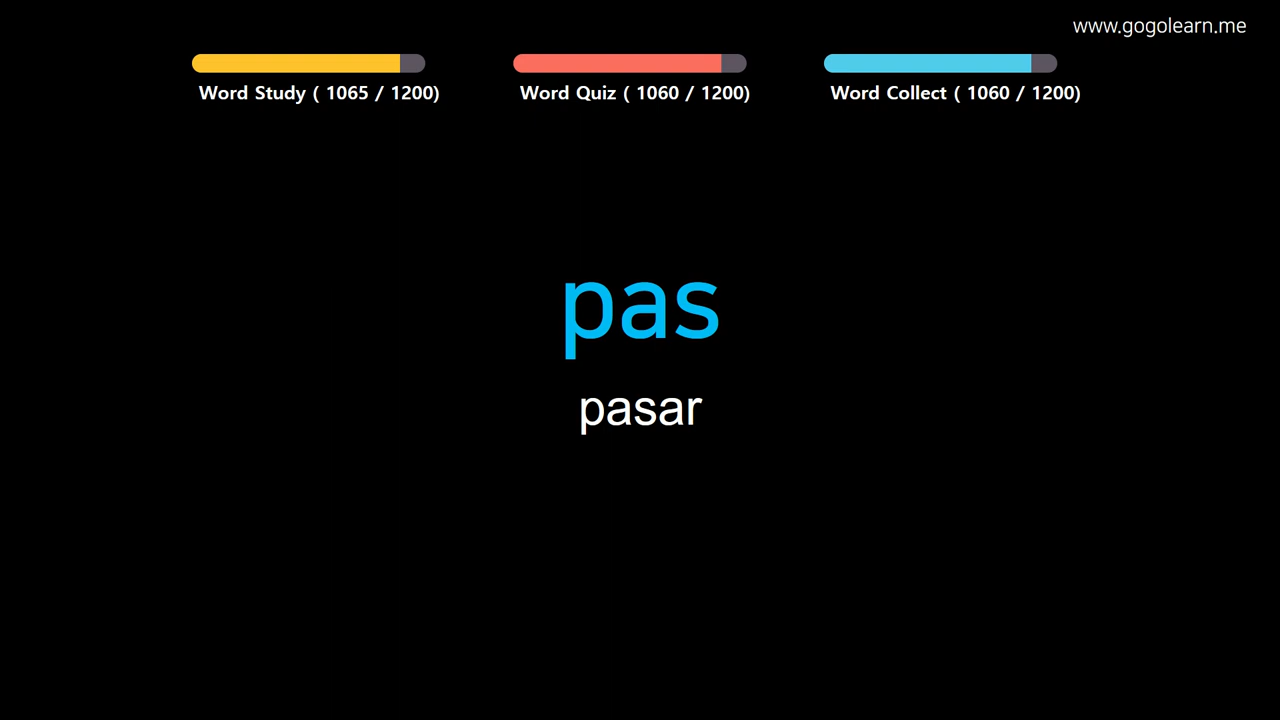 www.gogolearn.me
Word Study ( 1065 / 1200)
Word Quiz ( 1060 / 1200)
Word Collect ( 1060 / 1200)
pas
pasar